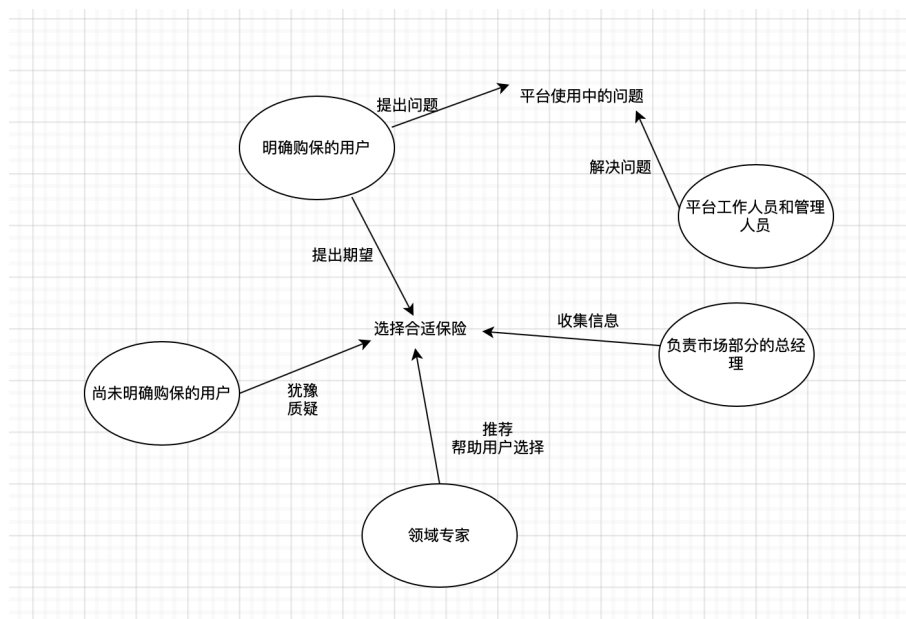 提出问题
平台使用中的问题
明确购保的用户
解决问题
平台工作人员和管理
人员
提出期望
选择合适保险
收集信息
负责市场部分的总经
理
尚未明确购保的用户
犹豫
质疑
推荐
帮助用户选择
领域专家